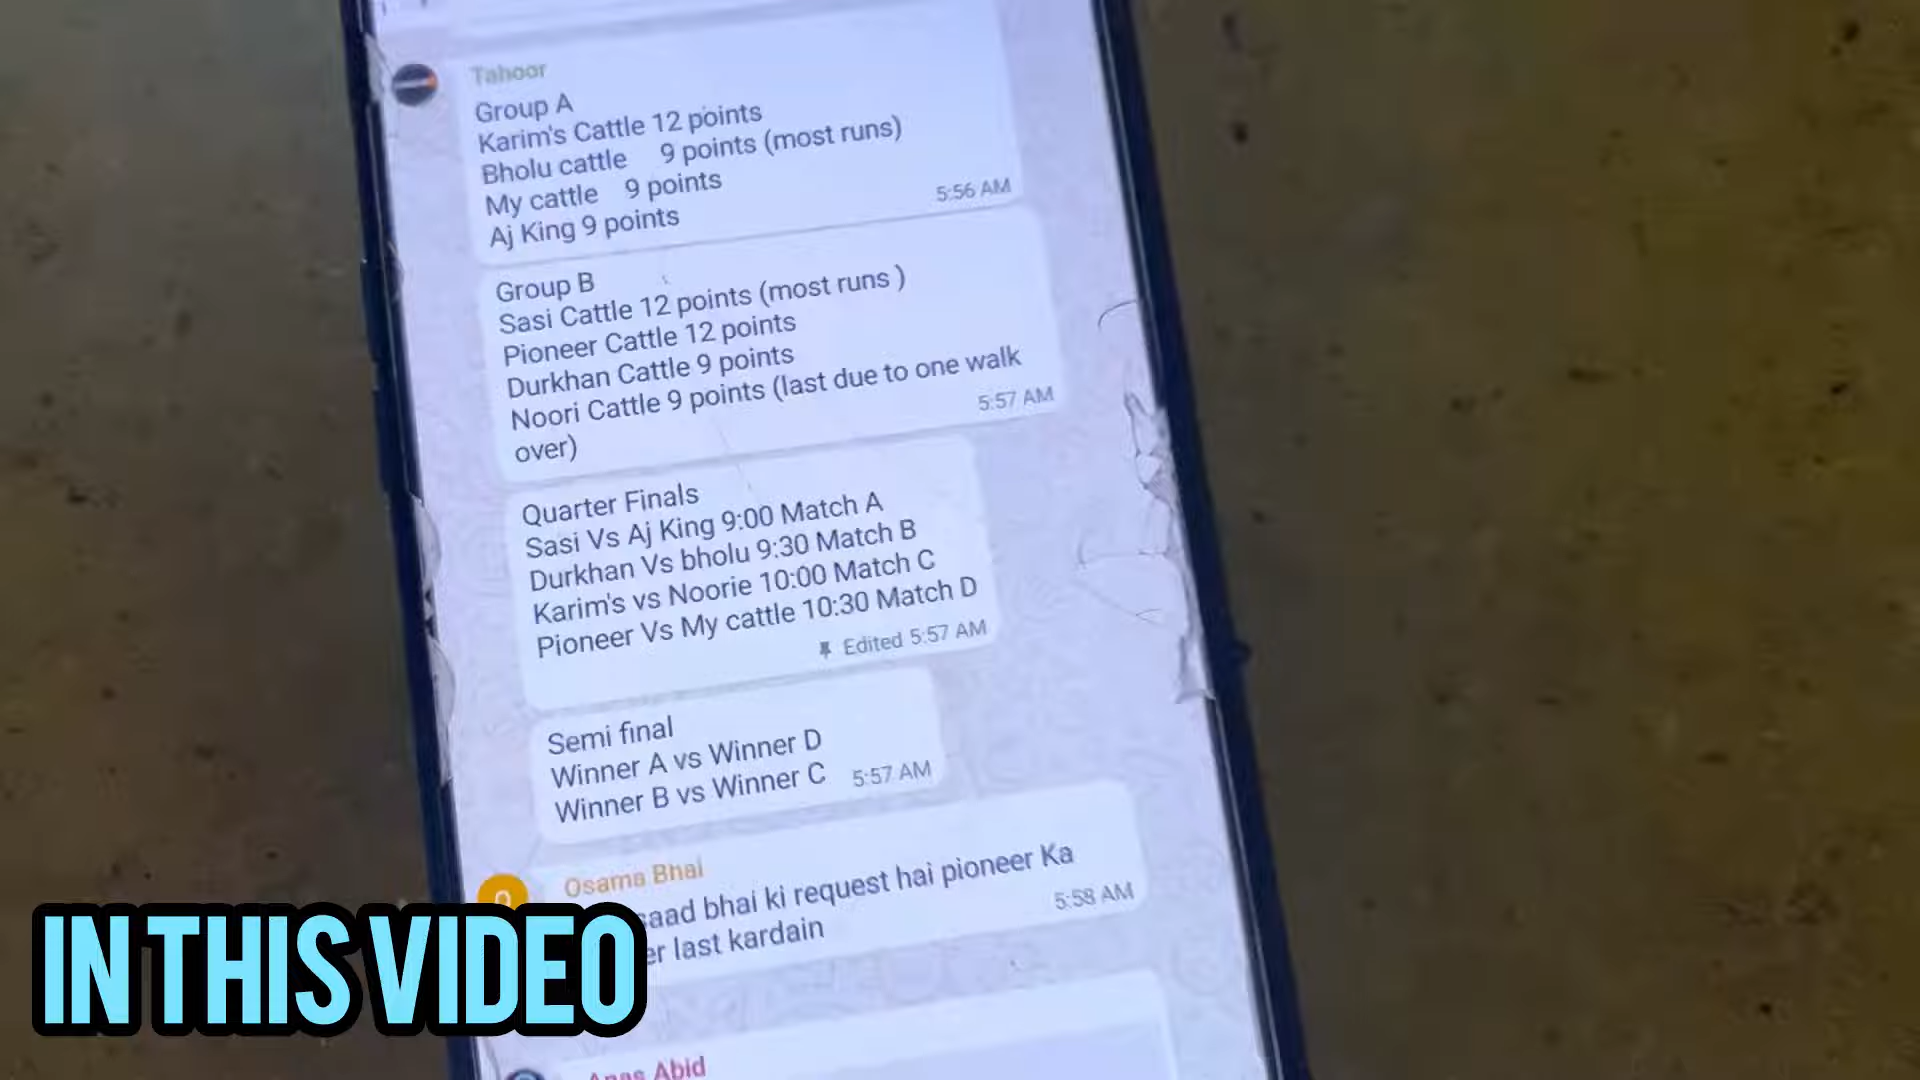 Tahoor
Group A
Karim's Cattle 12 points
Bholu cattle 9 points (most runs)
My cattle 9 points
Aj King 9 points
5:56 AM
Group B
Sasi Cattle 12 points (most runs )
Pioneer Cattle 12 points
Durkhan Cattle 9 points
Noori Cattle 9 points (last due to one walk
over)
5:57 AM
Quarter Finals
Sasi Vs Aj King 9:00 Match A
Durkhan Vs bholu 9:30 Match B
Karim's vs Noorie 10:00 Match C
Pioneer Vs My cattle 10:30 Match D
Edited 5:57 AM
Semi final
Winner A vs Winner D
Winner B vs Winner C
5:57 AM
Osama Bhai
saad bhai ki request hai pioneer Ka
last kardain
5:58 AM
Anas Abid
IN THIS VIDEO